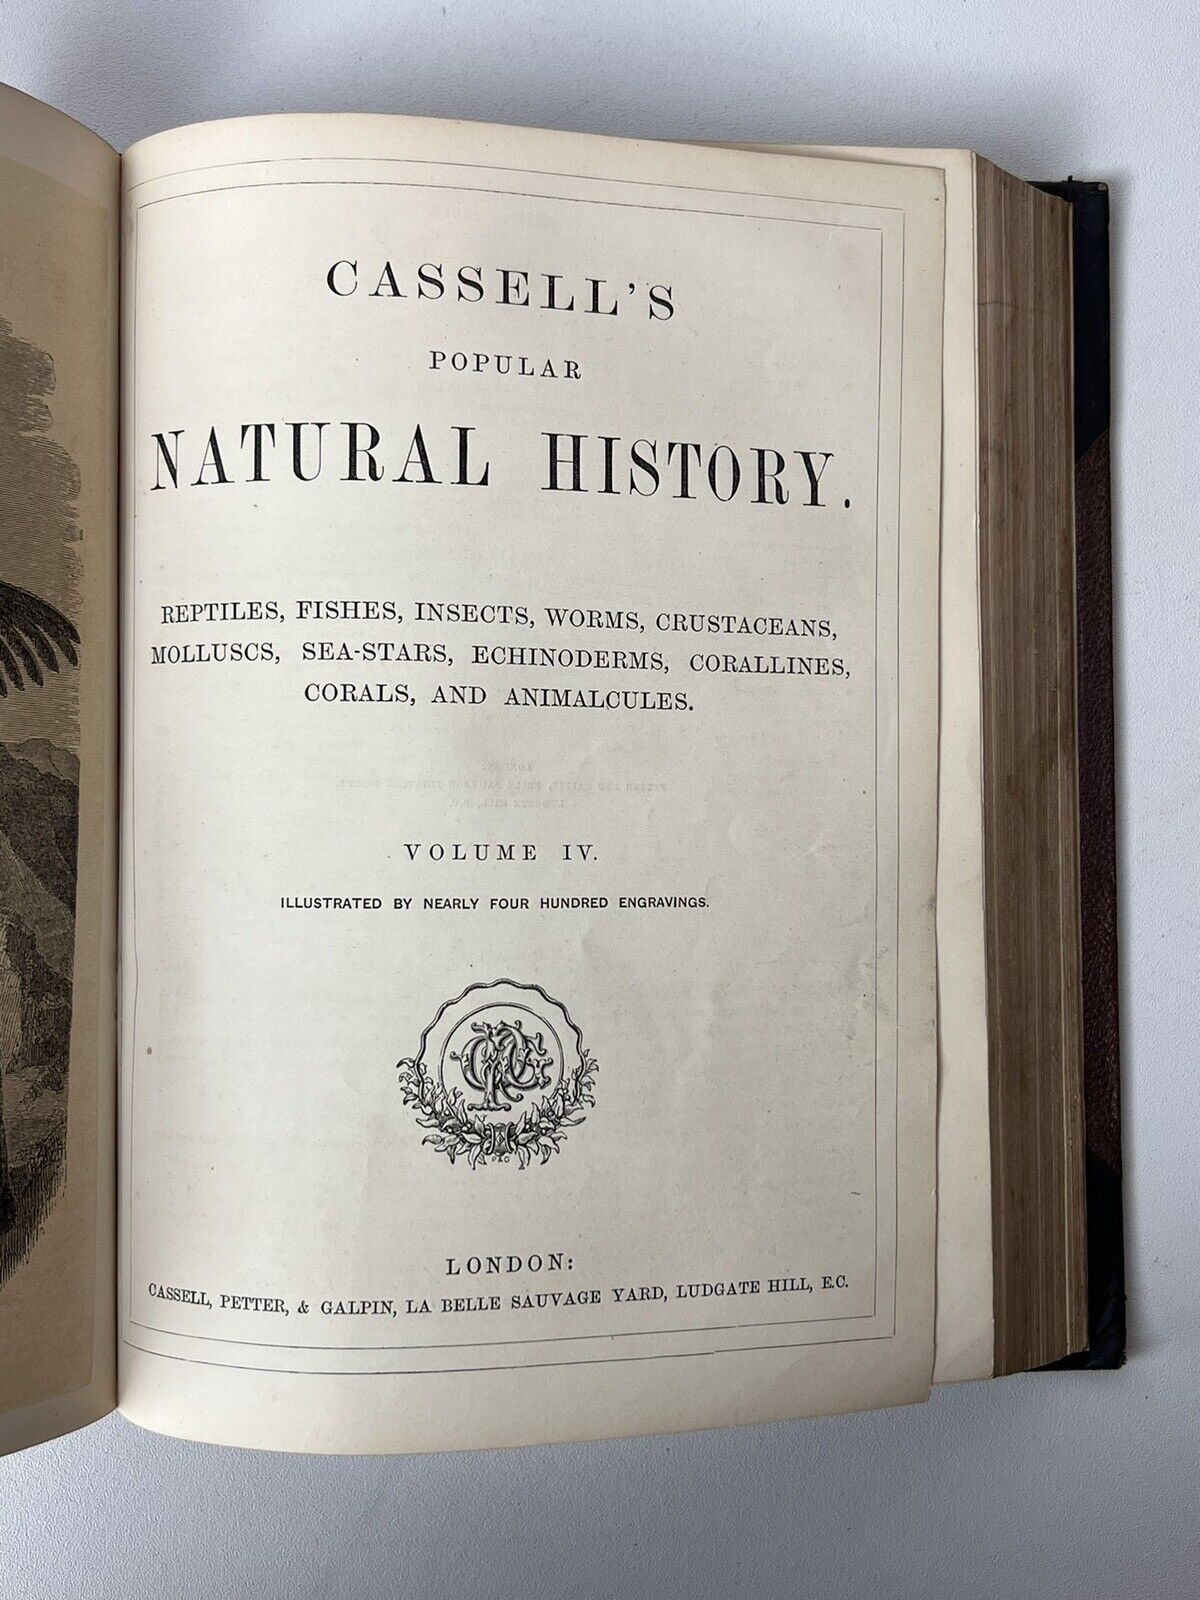 CASSELL'S
POPULAR
NATURAL HISTORY.
REPTILES, FISHES, INSECTS, WORMS, CRUSTACEANS,
MOLLUSCS, SEA-STARS, ECHINODERMS, CORALLINES,
CORALS, AND ANIMALCULES.
VOLUME IV.
ILLUSTRATED BY NEARLY FOUR HUNDRED ENGRAVINGS.
LONDON:
CASSELL, PETTER, & GALPIN, LA BELLE SAUVAGE YARD, LUDGATE HILL, E.C.